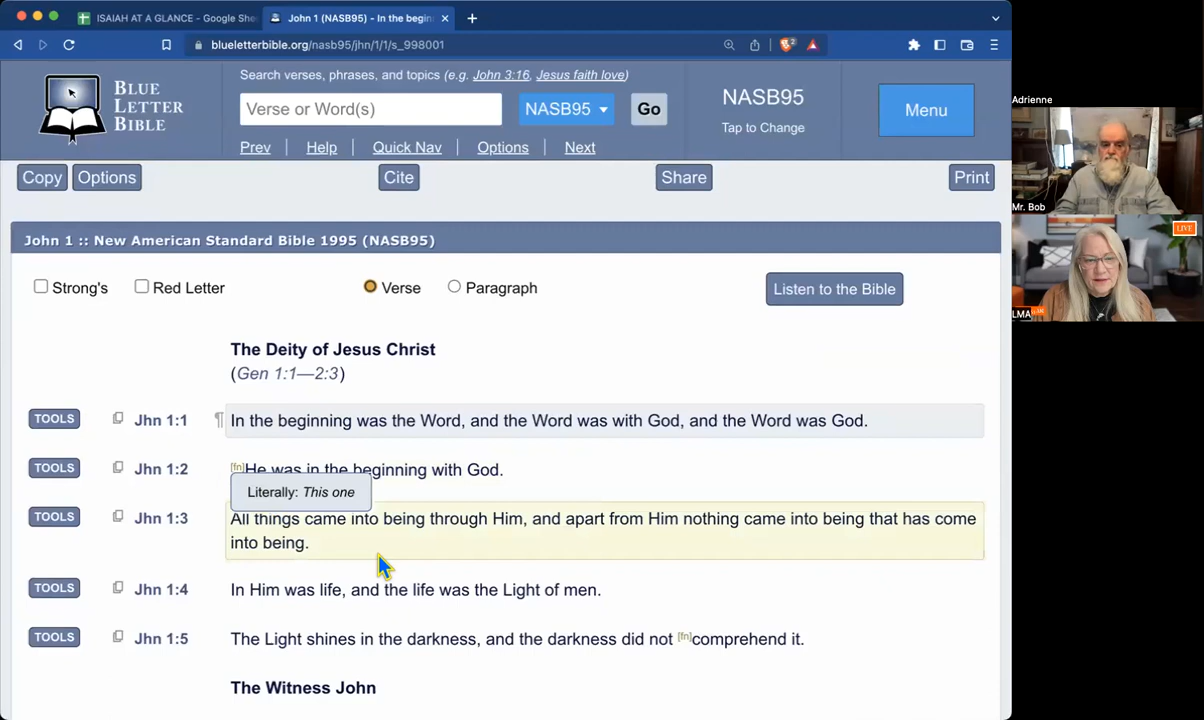 ISAIAH AT A GLANCE - Google She
John 1 (NASB95) - In the begin
blueletterbible.org/nasb95/jhn/1/1/s_998001
BLUE
LETTER
BIBLE
Search verses, phrases, and topics (e.g. John 3:16, Jesus faith love)
Verse or Word(s)
NASB95
Go
Prev | Help | Quick Nav | Options | Next
NASB95
Tap to Change
Menu
Copy Options Cite Share Print
John 1 :: New American Standard Bible 1995 (NASB95)
Strong's Red Letter Verse Paragraph Listen to the Bible
The Deity of Jesus Christ
(Gen 1:1—2:3)
TOOLS Jhn 1:1 ¶ In the beginning was the Word, and the Word was with God, and the Word was God.
TOOLS Jhn 1:2 [fn]He was in the beginning with God.
Literally: This one
TOOLS Jhn 1:3 All things came into being through Him, and apart from Him nothing came into being that has come
into being.
TOOLS Jhn 1:4 In Him was life, and the life was the Light of men.
TOOLS Jhn 1:5 The Light shines in the darkness, and the darkness did not [fn]comprehend it.
The Witness John
Adrienne
Mr. Bob
LIVE
LMA